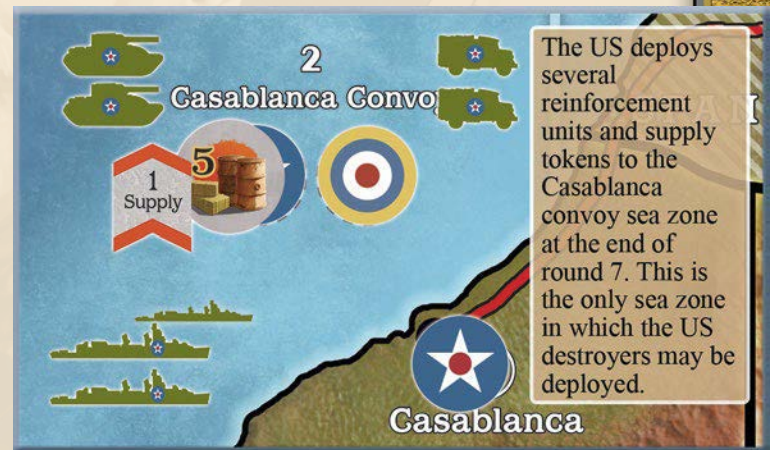 2
Casablanca Convo
5
1
Supply
Casablanca
The US deploys
several
reinforcement
units and supply
tokens to the
Casablanca
convoy sea zone
at the end of
round 7. This is
the only sea zone
in which the US
destroyers may be
deployed.